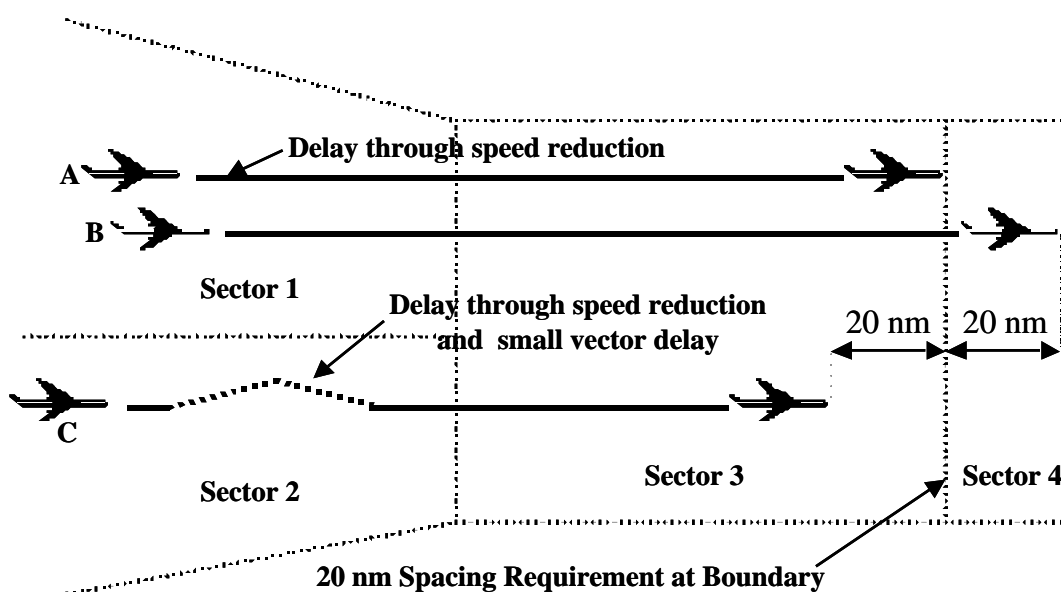 Delay through speed reduction
A
B
Sector 1
Delay through speed reduction
and small vector delay
20 nm 20 nm
C
Sector 3 Sector 4
Sector 2
20 nm Spacing Requirement at Boundary